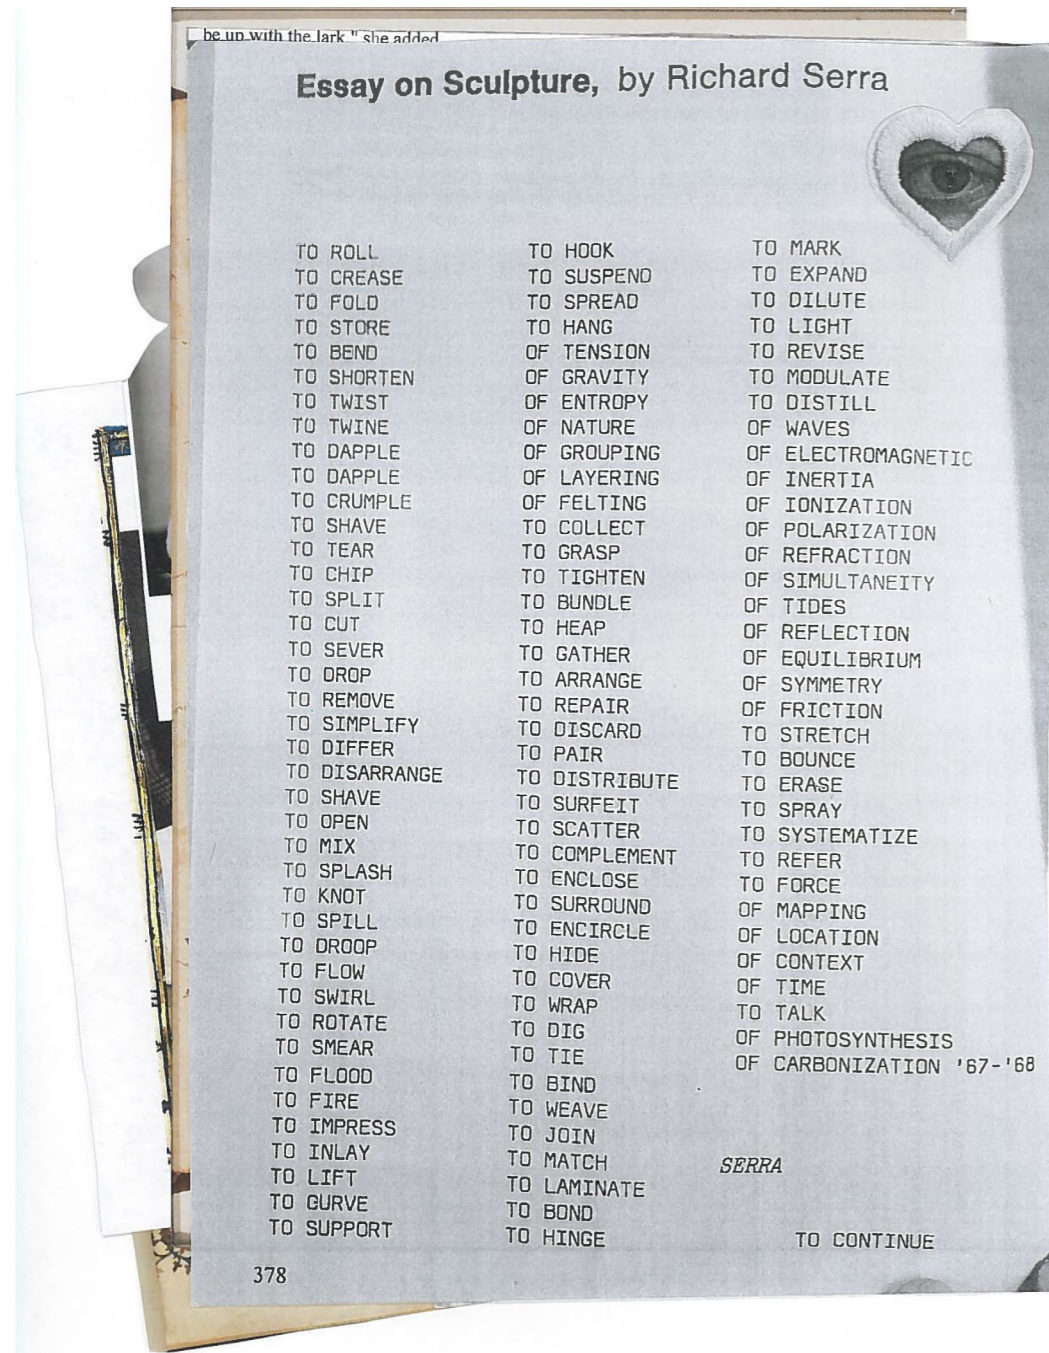 be up with the lark," she added
Essay on Sculpture, by Richard Serra
TO ROLL
TO CREASE
TO FOLD
TO STORE
TO BEND
TO SHORTEN
TO TWIST
TO TWINE
TO DAPPLE
TO DAPPLE
TO CRUMPLE
TO SHAVE
TO TEAR
TO CHIP
TO SPLIT
TO CUT
TO SEVER
TO DROP
TO REMOVE
TO SIMPLIFY
TO DIFFER
TO DISARRANGE
TO SHAVE
TO OPEN
TO MIX
TO SPLASH
TO KNOT
TO SPILL
TO DROOP
TO FLOW
TO SWIRL
TO ROTATE
TO SMEAR
TO FLOOD
TO FIRE
TO IMPRESS
TO INLAY
TO LIFT
TO GURVE
TO SUPPORT
TO HOOK
TO SUSPEND
TO SPREAD
TO HANG
OF TENSION
OF GRAVITY
OF ENTROPY
OF NATURE
OF GROUPING
OF LAYERING
OF FELTING
TO COLLECT
TO GRASP
TO TIGHTEN
TO BUNDLE
TO HEAP
TO GATHER
TO ARRANGE
TO REPAIR
TO DISCARD
TO PAIR
TO DISTRIBUTE
TO SURFEIT
TO SCATTER
TO COMPLEMENT
TO ENCLOSE
TO SURROUND
TO ENCIRCLE
TO HIDE
TO COVER
TO WRAP
TO DIG
TO TIE
TO BIND
TO WEAVE
TO JOIN
TO MATCH
TO LAMINATE
TO BOND
TO HINGE
TO MARK
TO EXPAND
TO DILUTE
TO LIGHT
TO REVISE
TO MODULATE
TO DISTILL
OF WAVES
OF ELECTROMAGNETIC
OF INERTIA
OF IONIZATION
OF POLARIZATION
OF REFRACTION
OF SIMULTANEITY
OF TIDES
OF REFLECTION
OF EQUILIBRIUM
OF SYMMETRY
OF FRICTION
TO STRETCH
TO BOUNCE
TO ERASE
TO SPRAY
TO SYSTEMATIZE
TO REFER
TO FORCE
OF MAPPING
OF LOCATION
OF CONTEXT
OF TIME
TO TALK
OF PHOTOSYNTHESIS
OF CARBONIZATION '67-'68
SERRA
TO CONTINUE
378